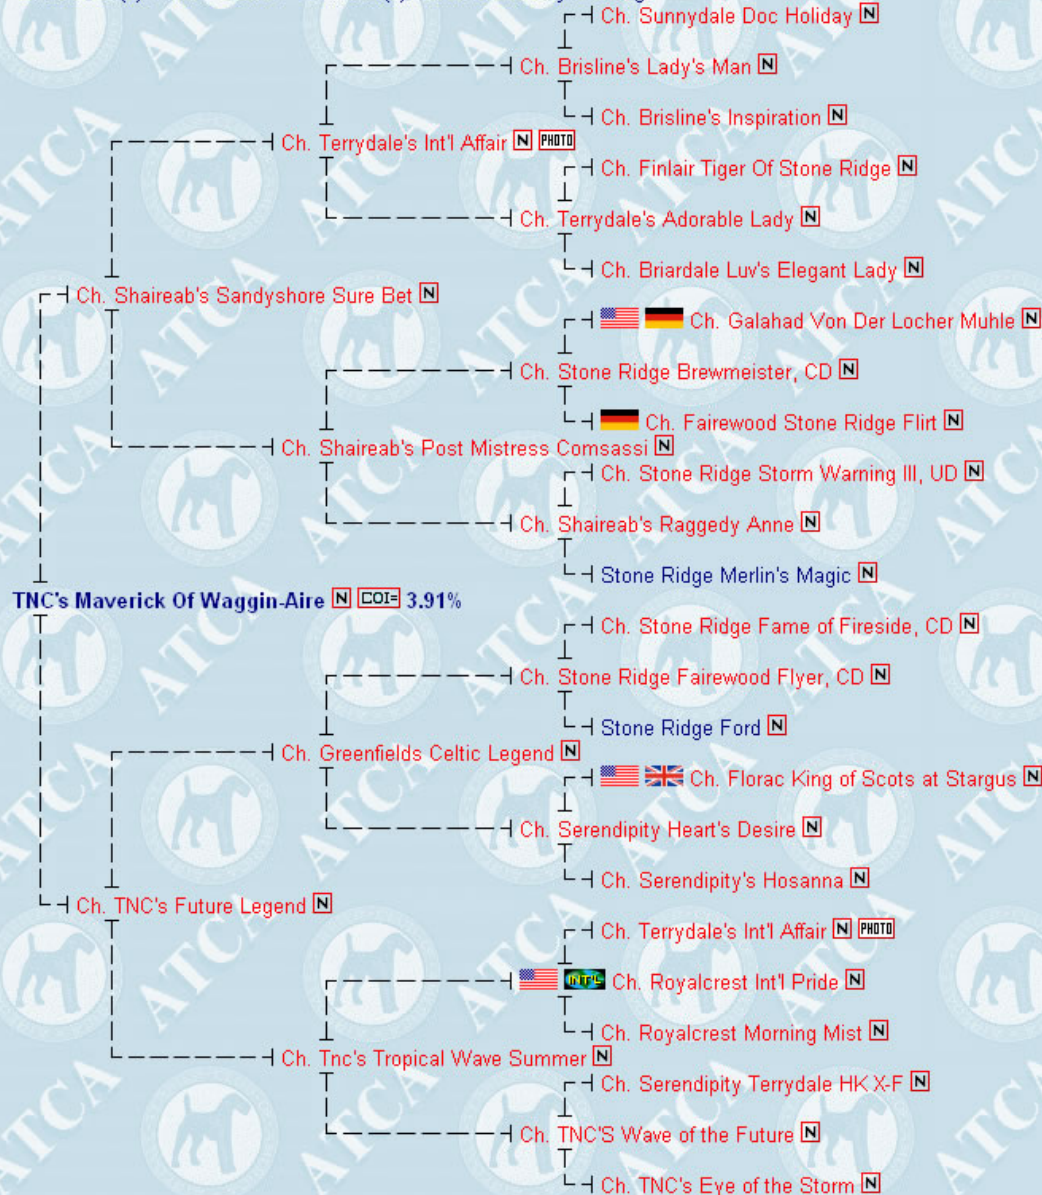 Ch. Sunnydale Doc Holiday N
Ch. Brisline's Lady's Man N
Ch. Brisline's Inspiration N
Ch. Terrydale's Int'l Affair N PHOTO
Ch. Finlair Tiger Of Stone Ridge N
Ch. Terrydale's Adorable Lady N
Ch. Briardale Luv's Elegant Lady N
Ch. Shaireab's Sandyshore Sure Bet N
Ch. Galahad Von Der Locher Muhle N
Ch. Stone Ridge Brewmeister, CD N
Ch. Fairewood Stone Ridge Flirt N
Ch. Shaireab's Post Mistress Comsassi N
Ch. Stone Ridge Storm Warning III, UD N
Ch. Shaireab's Raggedy Anne N
Stone Ridge Merlin's Magic N
TNC's Maverick Of Waggin-Aire N COI= 3.91%
Ch. Stone Ridge Fame of Fireside, CD N
Ch. Stone Ridge Fairewood Flyer, CD N
Stone Ridge Ford N
Ch. Greenfields Celtic Legend N
Ch. Florac King of Scots at Stargus N
Ch. Serendipity Heart's Desire N
Ch. Serendipity's Hosanna N
Ch. TNC's Future Legend N
Ch. Terrydale's Int'l Affair N PHOTO
INT'L Ch. Royalcrest Int'l Pride N
Ch. Royalcrest Morning Mist N
Ch. Tnc's Tropical Wave Summer N
Ch. Serendipity Terrydale HK X-F N
Ch. TNC'S Wave of the Future N
Ch. TNC's Eye of the Storm N
ATCA